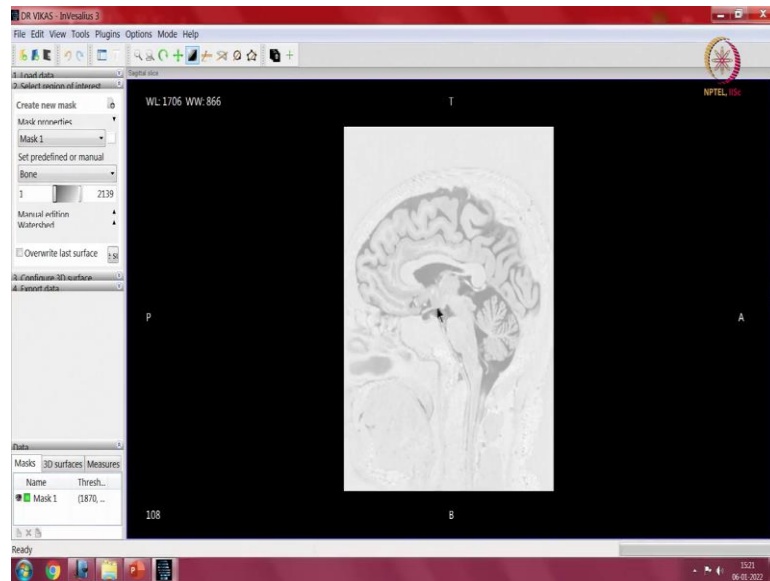 DR VIKAS - InVesalius 3
File Edit View Tools Plugins Options Mode Help
1. Load data
Sagital slice
2. Select region of interest
NPTEL, IISc
Create new mask
WL: 1706 WW: 866
T
Mask properties
Mask 1
Set predefined or manual
Bone
1 2139
Manual edition
Watershed
Overwrite last surface
3. Configure 3D surface
4. Export data
P
A
Data
Masks 3D surfaces Measures
Name Thresh..
Mask 1 (1870, ...
108
B
Ready
15:21
06-01-2022